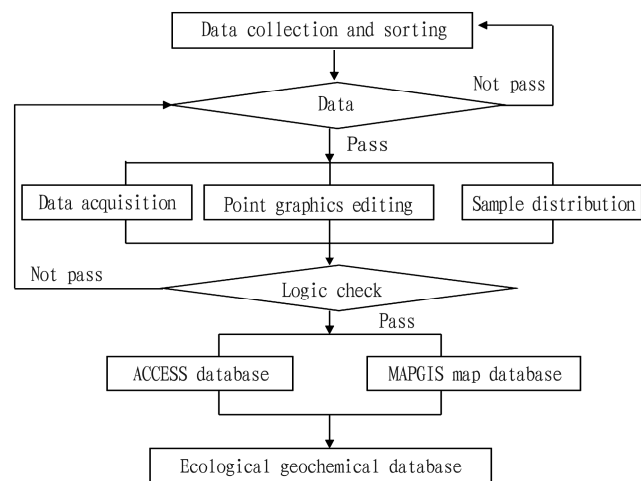 Data collection and sorting
Not pass
Data
Pass
Data acquisition
Point graphics editing
Sample distribution
Not pass
Logic check
Pass
ACCESS database
MAPGIS map database
Ecological geochemical database